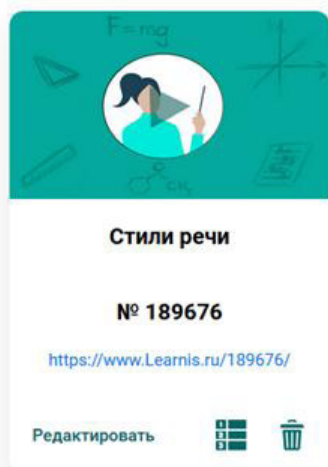 F=mg
Стили речи
№ 189676
https://www.Learnis.ru/189676/
Редактировать